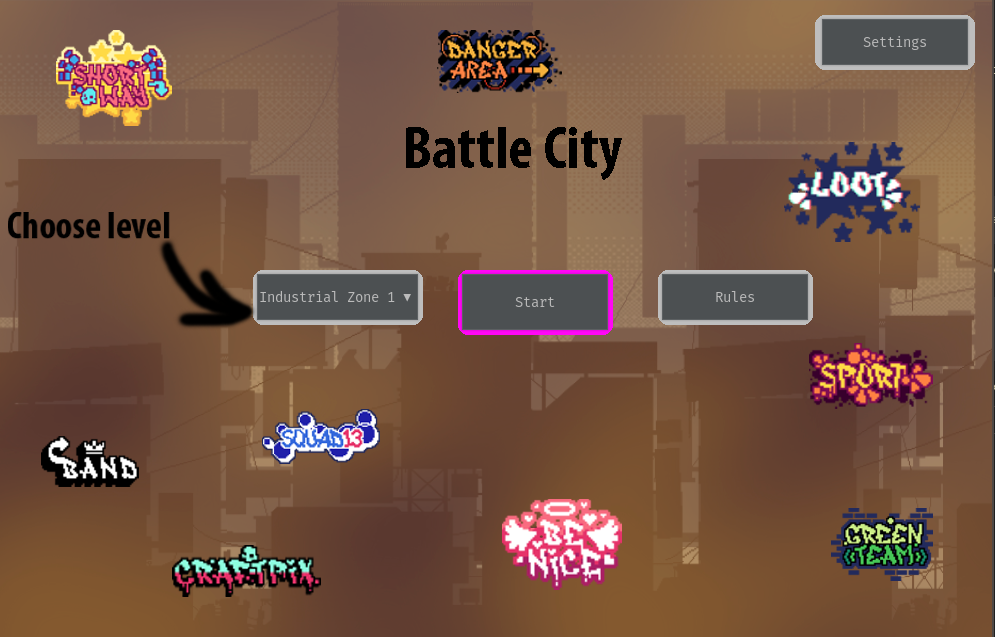 SHORT
WAY
DANGER
AREA
Settings
Battle City
LOOT
Choose level
Industrial Zone 1 ▼
Start
Rules
SPORT
SQUAD13
BAND
BE
NICE
GREEN
TEAM
CRAFTPIX